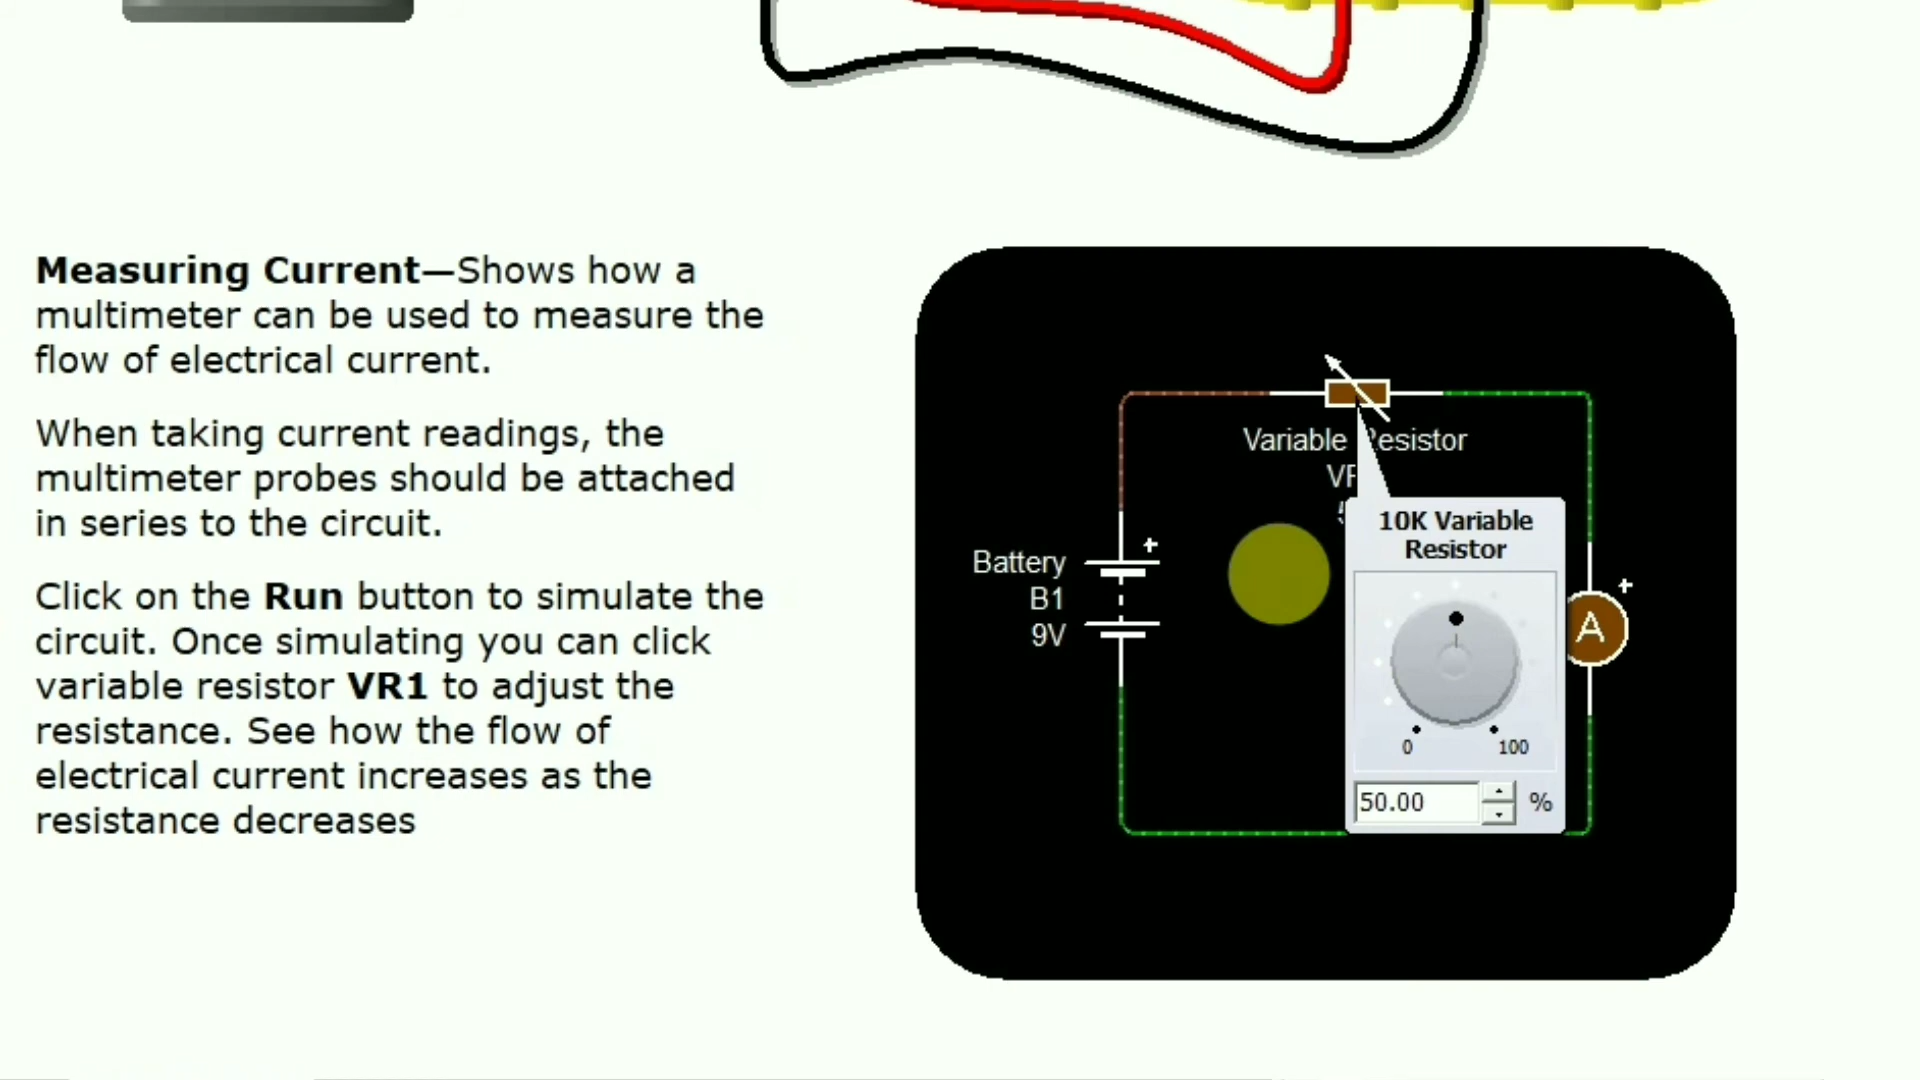 Measuring Current—Shows how a
multimeter can be used to measure the
flow of electrical current.
When taking current readings, the
multimeter probes should be attached
in series to the circuit.
Click on the Run button to simulate the
circuit. Once simulating you can click
variable resistor VR1 to adjust the
resistance. See how the flow of
electrical current increases as the
resistance decreases
Variable
10K Variable
Resistor
Battery
B1
9V
+
+
A
0 100
50.00 %